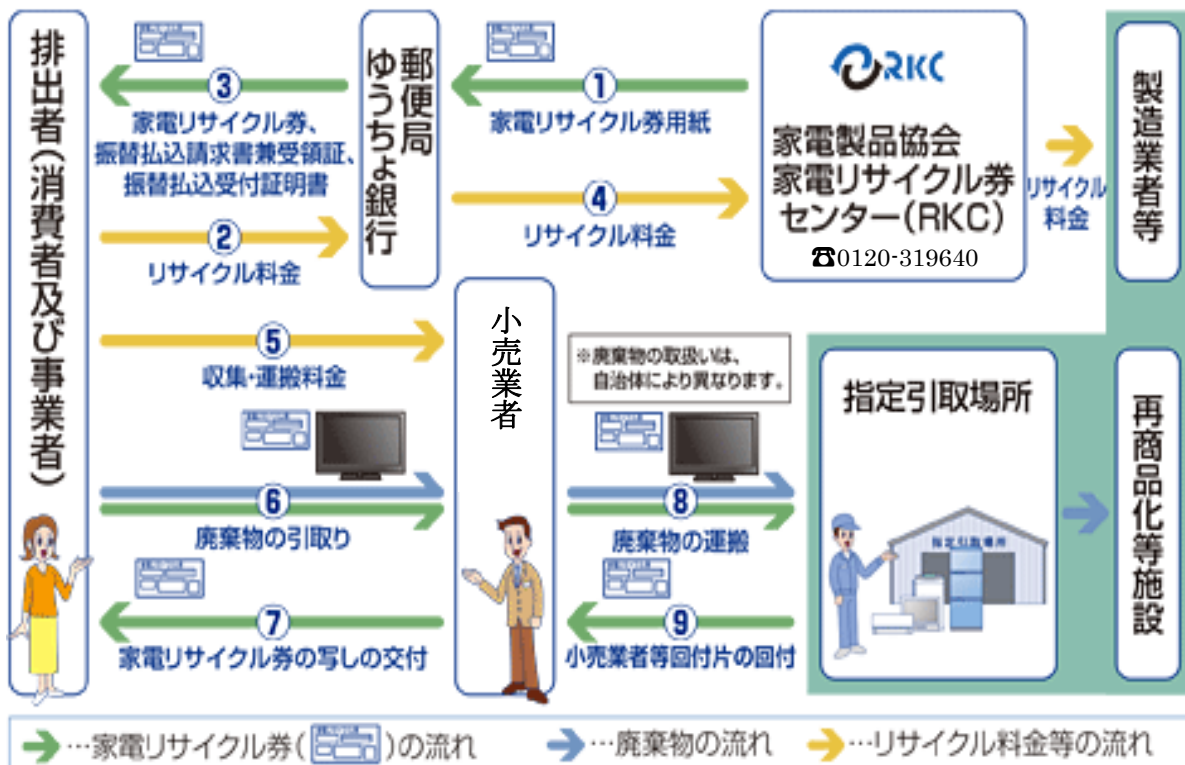 排出者(消費者及び事業者)
③
家電リサイクル券、
振替払込請求書兼受領証、
振替払込受付証明書
②
リサイクル料金
郵便局
ゆうちょ銀行
①
家電リサイクル券用紙
④
リサイクル料金
RKC
家電製品協会
家電リサイクル券
センター(RKC)
☎0120-319640
リサイクル
料金
製造業者等
⑤
収集・運搬料金
小売業者
※廃棄物の取扱いは、
自治体により異なります。
⑥
廃棄物の引取り
⑧
廃棄物の運搬
指定引取場所
指定引取場所
再商品化等施設
⑦
家電リサイクル券の写しの交付
⑨
小売業者等回付片の回付
…家電リサイクル券( )の流れ
…廃棄物の流れ
…リサイクル料金等の流れ